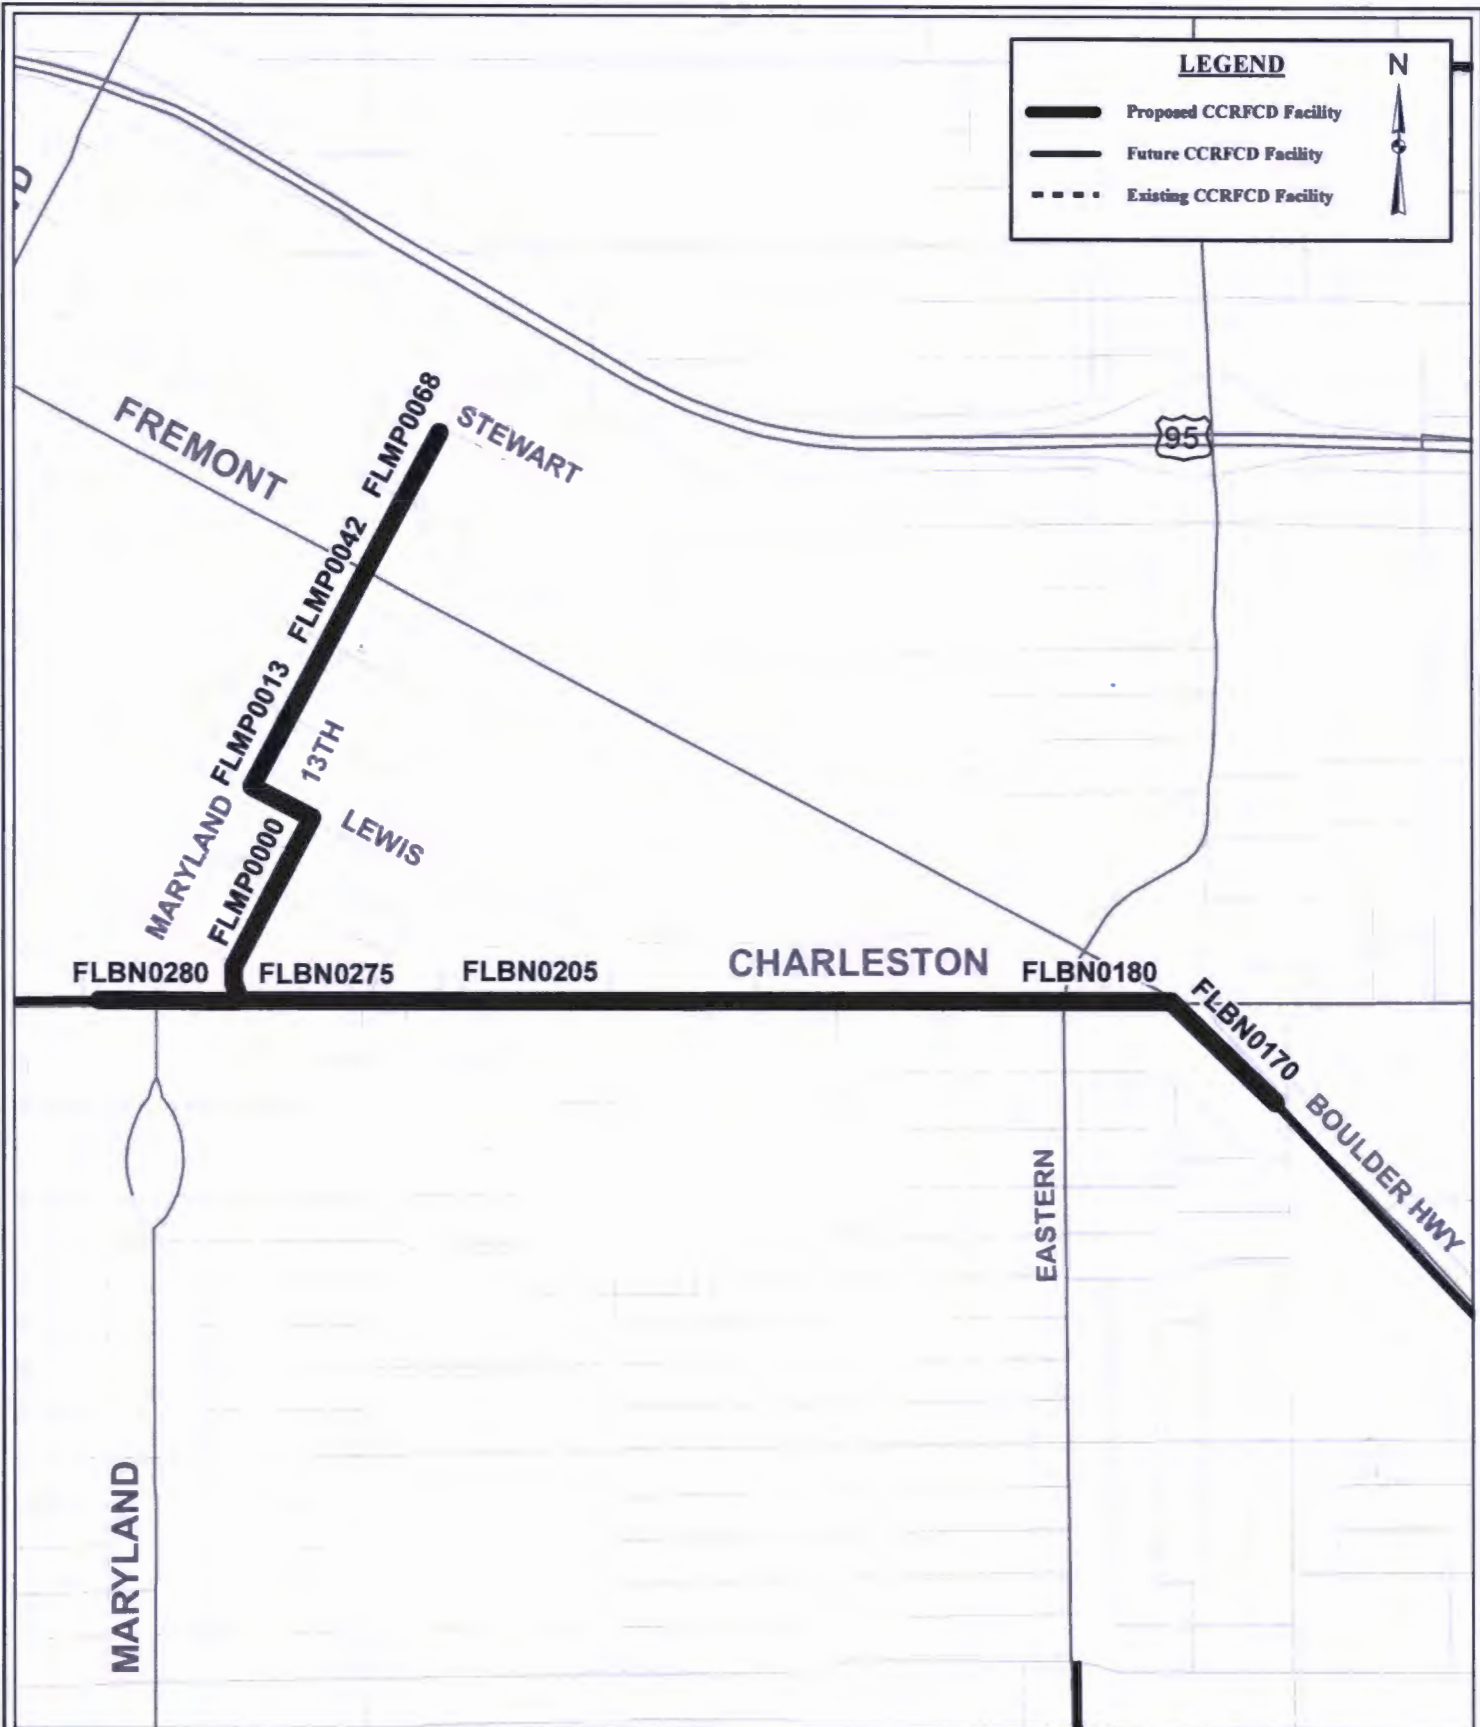 LEGEND
N
Proposed CCRFCD Facility
Future CCRFCD Facility
Existing CCRFCD Facility
95
FREMONT
STEWART
FLMP0068
FLMP0042
FLMP0013
13TH
MARYLAND
LEWIS
FLMP0000
FLBN0280
FLBN0275
FLBN0205
CHARLESTON
FLBN0180
FLBN0170
BOULDER HWY
EASTERN
MARYLAND